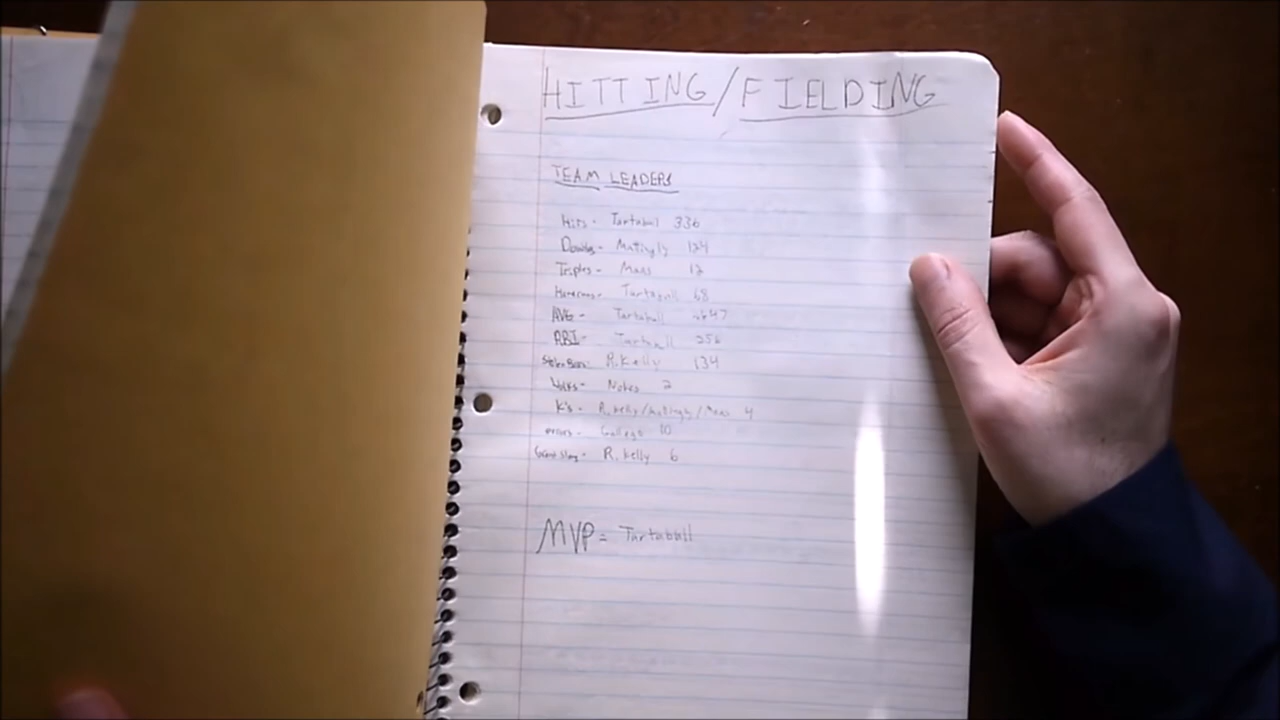 HITTING/FIELDING
TEAM LEADERS
Hits- Tartabull 336
Doubles- Mattingly 124
Triples- Maas 12
Homeruns- Tartabull 68
AVG- Tartabull
RBI- Tartabull 256
Stolen Bases- R. Kelly 134
Walks- Nokes 2
K's- R. Kelly/Mattingly/Maas 4
errors- Gallego 10
Grand Slams- R. Kelly 6
MVP= Tartabull